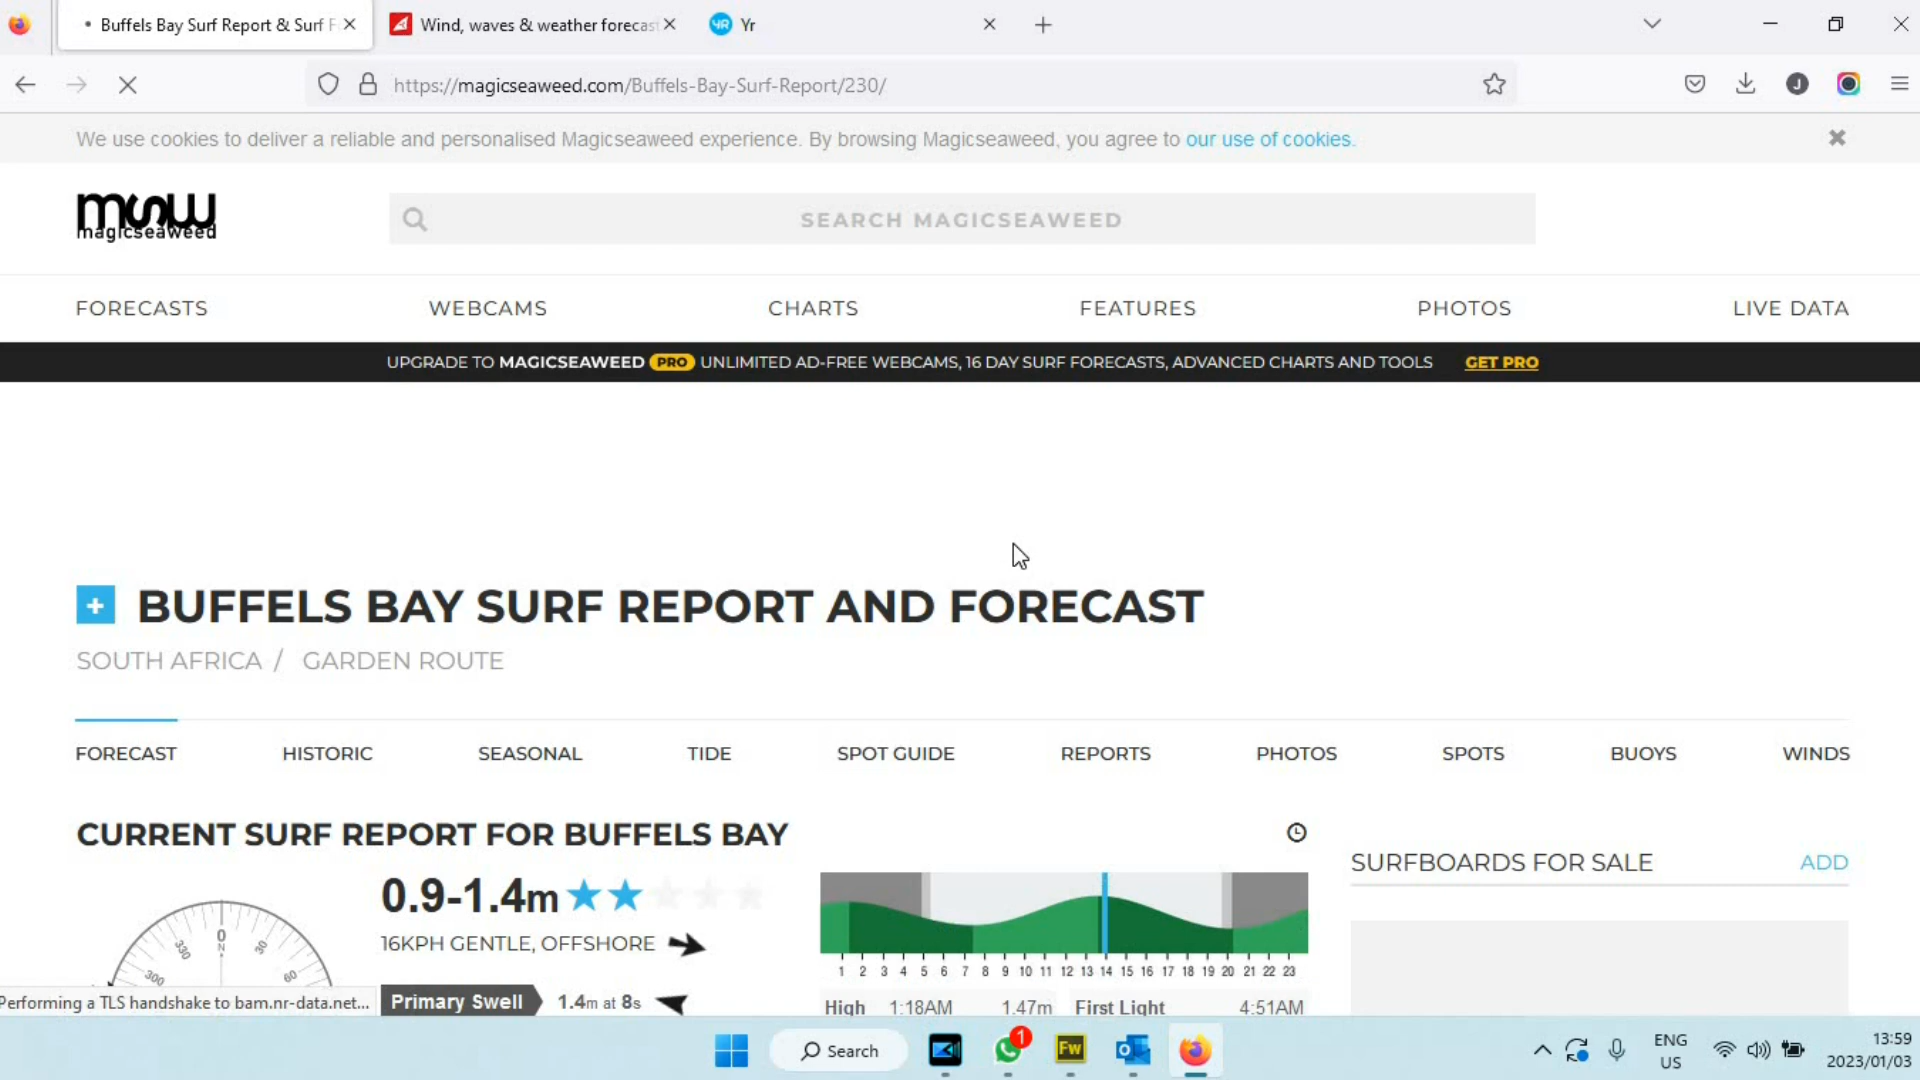 Buffels Bay Surf Report & Surf F
Wind, waves & weather forecas
Yr
https://magicseaweed.com/Buffels-Bay-Surf-Report/230/
J
We use cookies to deliver a reliable and personalised Magicseaweed experience. By browsing Magicseaweed, you agree to our use of cookies.
msw
magicseaweed
SEARCH MAGICSEAWEED
FORECASTS WEBCAMS CHARTS FEATURES PHOTOS LIVE DATA
UPGRADE TO MAGICSEAWEED PRO UNLIMITED AD-FREE WEBCAMS, 16 DAY SURF FORECASTS, ADVANCED CHARTS AND TOOLS GET PRO
+ BUFFELS BAY SURF REPORT AND FORECAST
SOUTH AFRICA / GARDEN ROUTE
FORECAST HISTORIC SEASONAL TIDE SPOT GUIDE REPORTS PHOTOS SPOTS BUOYS WINDS
CURRENT SURF REPORT FOR BUFFELS BAY
SURFBOARDS FOR SALE ADD
0.9-1.4m
16KPH GENTLE, OFFSHORE
0
N
330 30
300 60
1 2 3 4 5 6 7 8 9 10 11 12 13 14 15 16 17 18 19 20 21 22 23
Performing a TLS handshake to bam.nr-data.net...
Primary Swell 1.4m at 8s
High 1:18AM 1.47m First Light 4:51AM
Search
1
Fw
ENG
US
13:59
2023/01/03